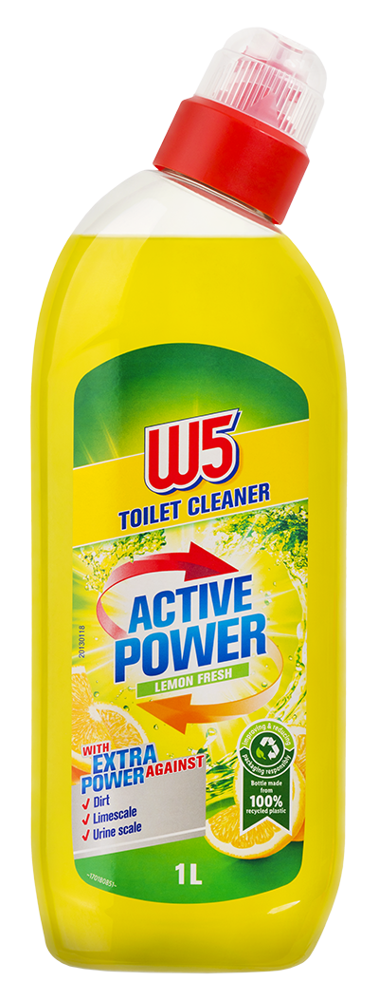 W5
TOILET CLEANER
ACTIVE
POWER
LEMON FRESH
20130118
WITH
EXTRA
POWER AGAINST
✓ Dirt
✓ Limescale
✓ Urine scale
Improving & reducing
packaging responsibly
Bottle made
from
100%
recycled plastic
~170180851~
1L